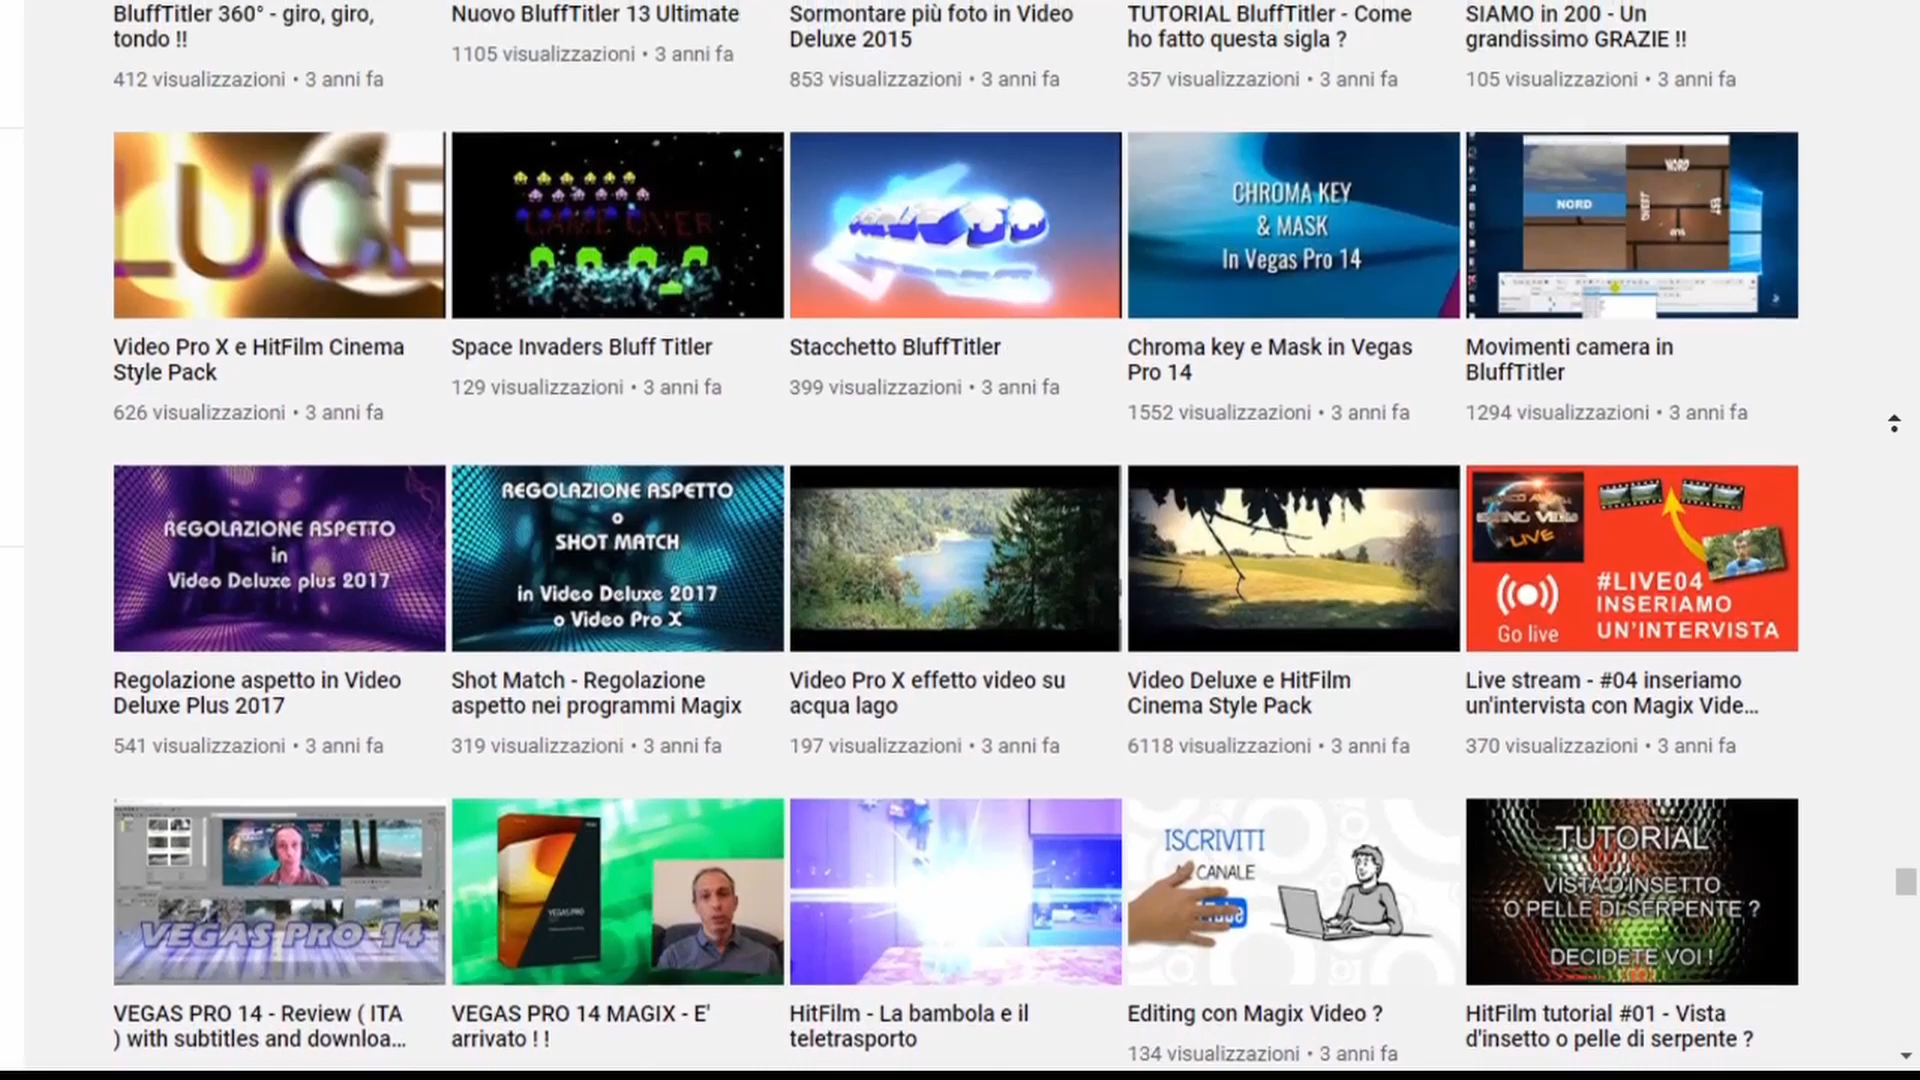 BluffTitler 360° - giro, giro,
tondo !!
412 visualizzazioni • 3 anni fa
Nuovo BluffTitler 13 Ultimate
1105 visualizzazioni • 3 anni fa
Sormontare più foto in Video
Deluxe 2015
853 visualizzazioni • 3 anni fa
TUTORIAL BluffTitler - Come
ho fatto questa sigla ?
357 visualizzazioni • 3 anni fa
SIAMO in 200 - Un
grandissimo GRAZIE !!
105 visualizzazioni • 3 anni fa
LUCE
GAME OVER
CHROMA KEY
& MASK
In Vegas Pro 14
NORD
NORD
OVEST
EST
SUD
Video Pro X e HitFilm Cinema
Style Pack
626 visualizzazioni • 3 anni fa
Space Invaders Bluff Titler
129 visualizzazioni • 3 anni fa
Stacchetto BluffTitler
399 visualizzazioni • 3 anni fa
Chroma key e Mask in Vegas
Pro 14
1552 visualizzazioni • 3 anni fa
Movimenti camera in
BluffTitler
1294 visualizzazioni • 3 anni fa
REGOLAZIONE ASPETTO
in
Video Deluxe plus 2017
REGOLAZIONE ASPETTO
o
SHOT MATCH
in Video Deluxe 2017
o Video Pro X
VIDEO
LIVE
Go live
#LIVE04
INSERIAMO
UN'INTERVISTA
Regolazione aspetto in Video
Deluxe Plus 2017
541 visualizzazioni • 3 anni fa
Shot Match - Regolazione
aspetto nei programmi Magix
319 visualizzazioni • 3 anni fa
Video Pro X effetto video su
acqua lago
197 visualizzazioni • 3 anni fa
Video Deluxe e HitFilm
Cinema Style Pack
6118 visualizzazioni • 3 anni fa
Live stream - #04 inseriamo
un'intervista con Magix Vide...
370 visualizzazioni • 3 anni fa
VEGAS PRO 14
VEGAS PRO
ISCRIVITI
CANALE
Tube
TUTORIAL
VISTA D'INSETTO
O PELLE DI SERPENTE ?
DECIDETE VOI !
VEGAS PRO 14 - Review ( ITA
) with subtitles and downloa...
VEGAS PRO 14 MAGIX - E'
arrivato ! !
HitFilm - La bambola e il
teletrasporto
Editing con Magix Video ?
134 visualizzazioni • 3 anni fa
HitFilm tutorial #01 - Vista
d'insetto o pelle di serpente ?